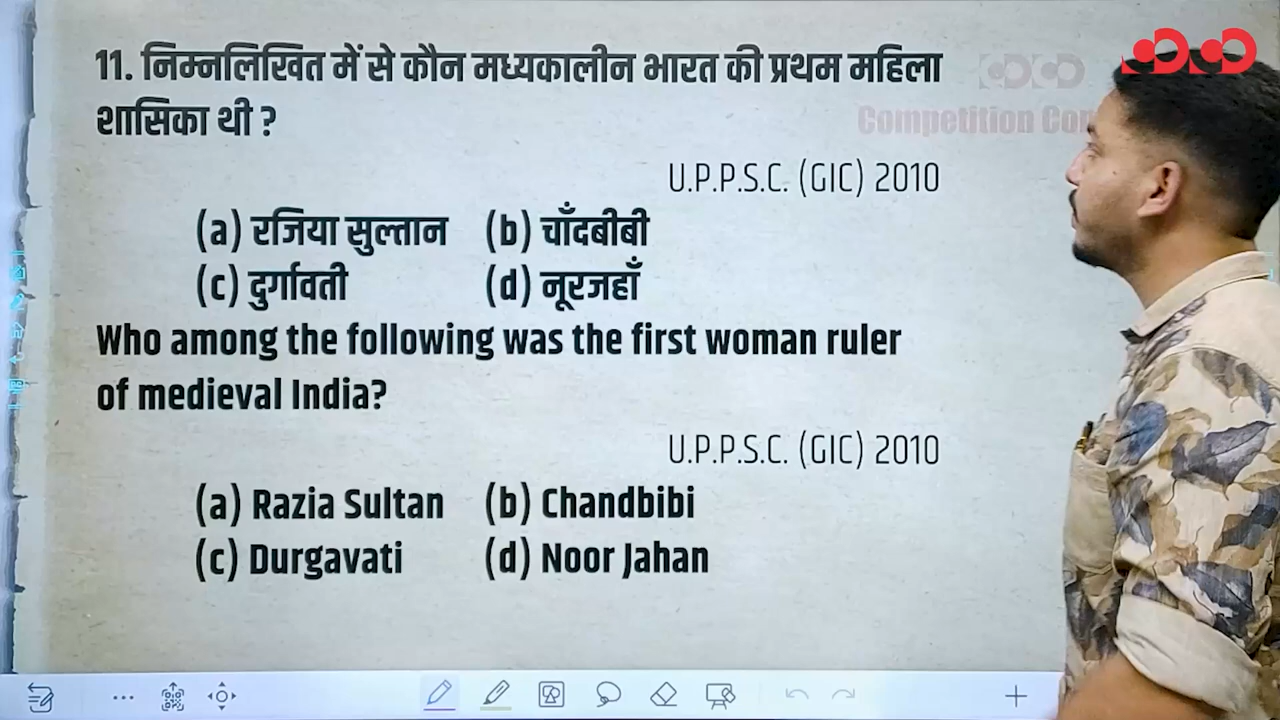 11. निम्नलिखित में से कौन मध्यकालीन भारत की प्रथम महिला
शासिका थी ?
U.P.P.S.C. (GIC) 2010
(a) रजिया सुल्तान (b) चाँदबीबी
(c) दुर्गावती (d) नूरजहाँ
Who among the following was the first woman ruler
of medieval India?
U.P.P.S.C. (GIC) 2010
(a) Razia Sultan (b) Chandbibi
(c) Durgavati (d) Noor Jahan
Competition